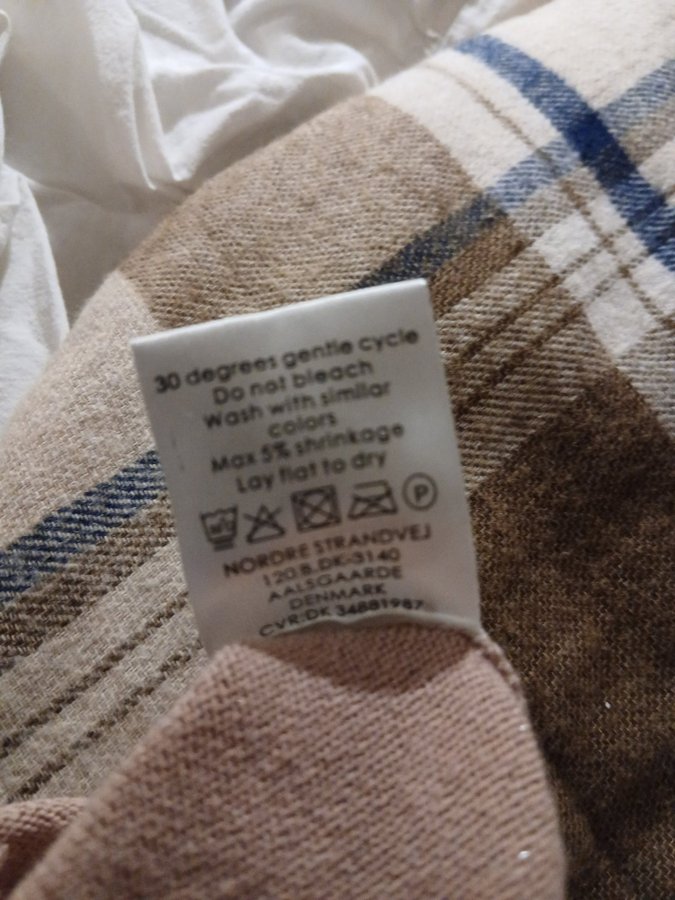 30 degrees gentle cycle
Do not bleach
Wash with similar
colors
Max 5% shrinkage
Lay flat to dry
P
NORDRE STRANDVEJ
120 B, DK-3140
AALSGAARDE
DENMARK
CVR:DK 34881987